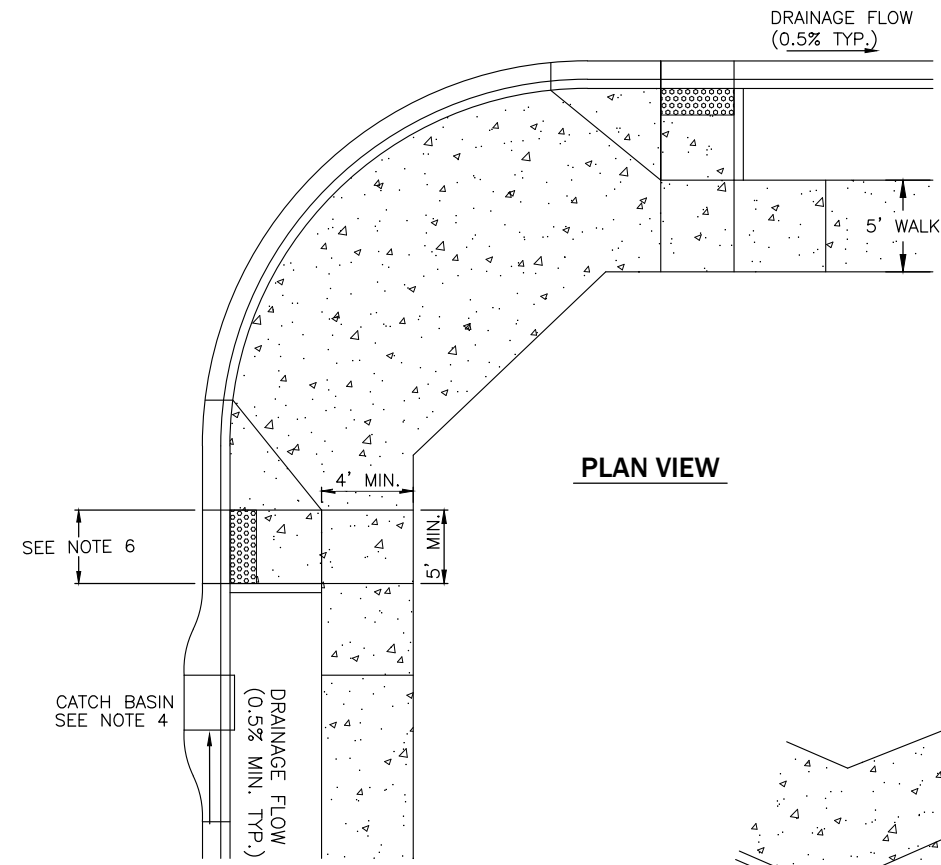 DRAINAGE FLOW
(0.5% TYP.)
5' WALK
PLAN VIEW
4' MIN.
5' MIN.
SEE NOTE 6
CATCH BASIN
SEE NOTE 4
DRAINAGE FLOW
(0.5% MIN. TYP.)